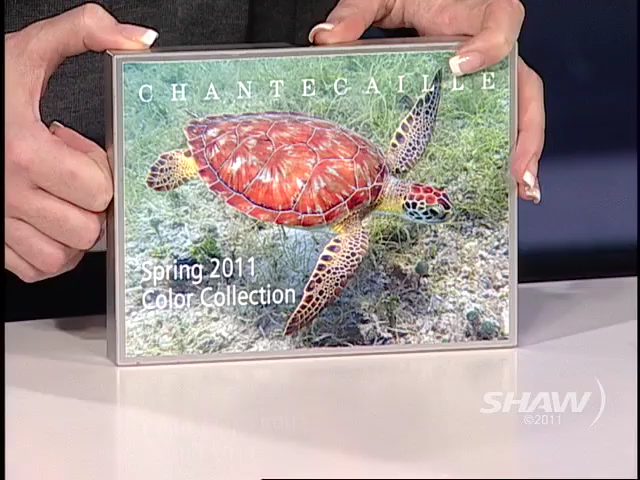 CHANTECAILLE
Spring 2011
Color Collection
SHAW)
©2011